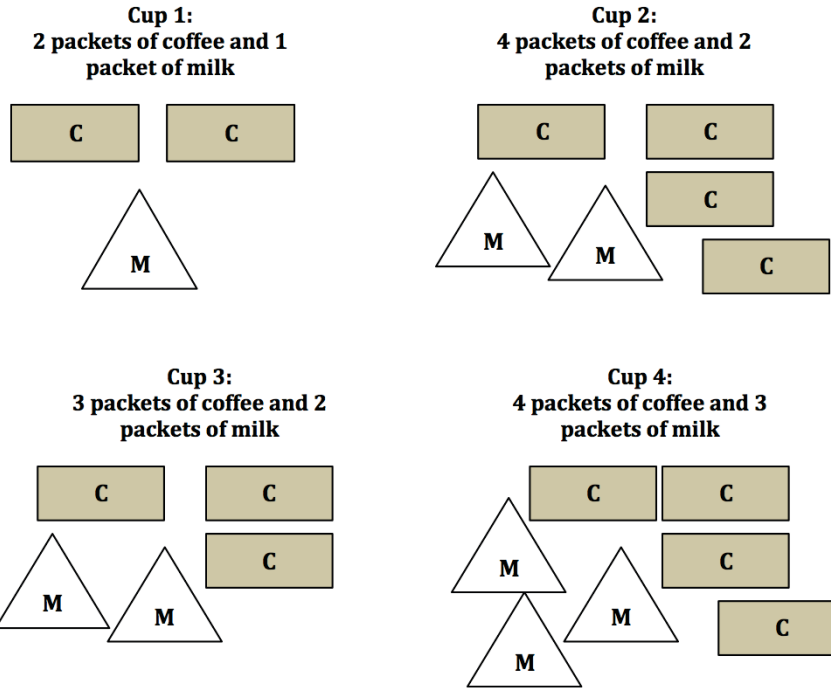 Cup 1:
2 packets of coffee and 1
packet of milk
C C
M
Cup 2:
4 packets of coffee and 2
packets of milk
C C
C
M M
C
Cup 3:
3 packets of coffee and 2
packets of milk
C C
C
M M
Cup 4:
4 packets of coffee and 3
packets of milk
C C
C
M
M
C
M